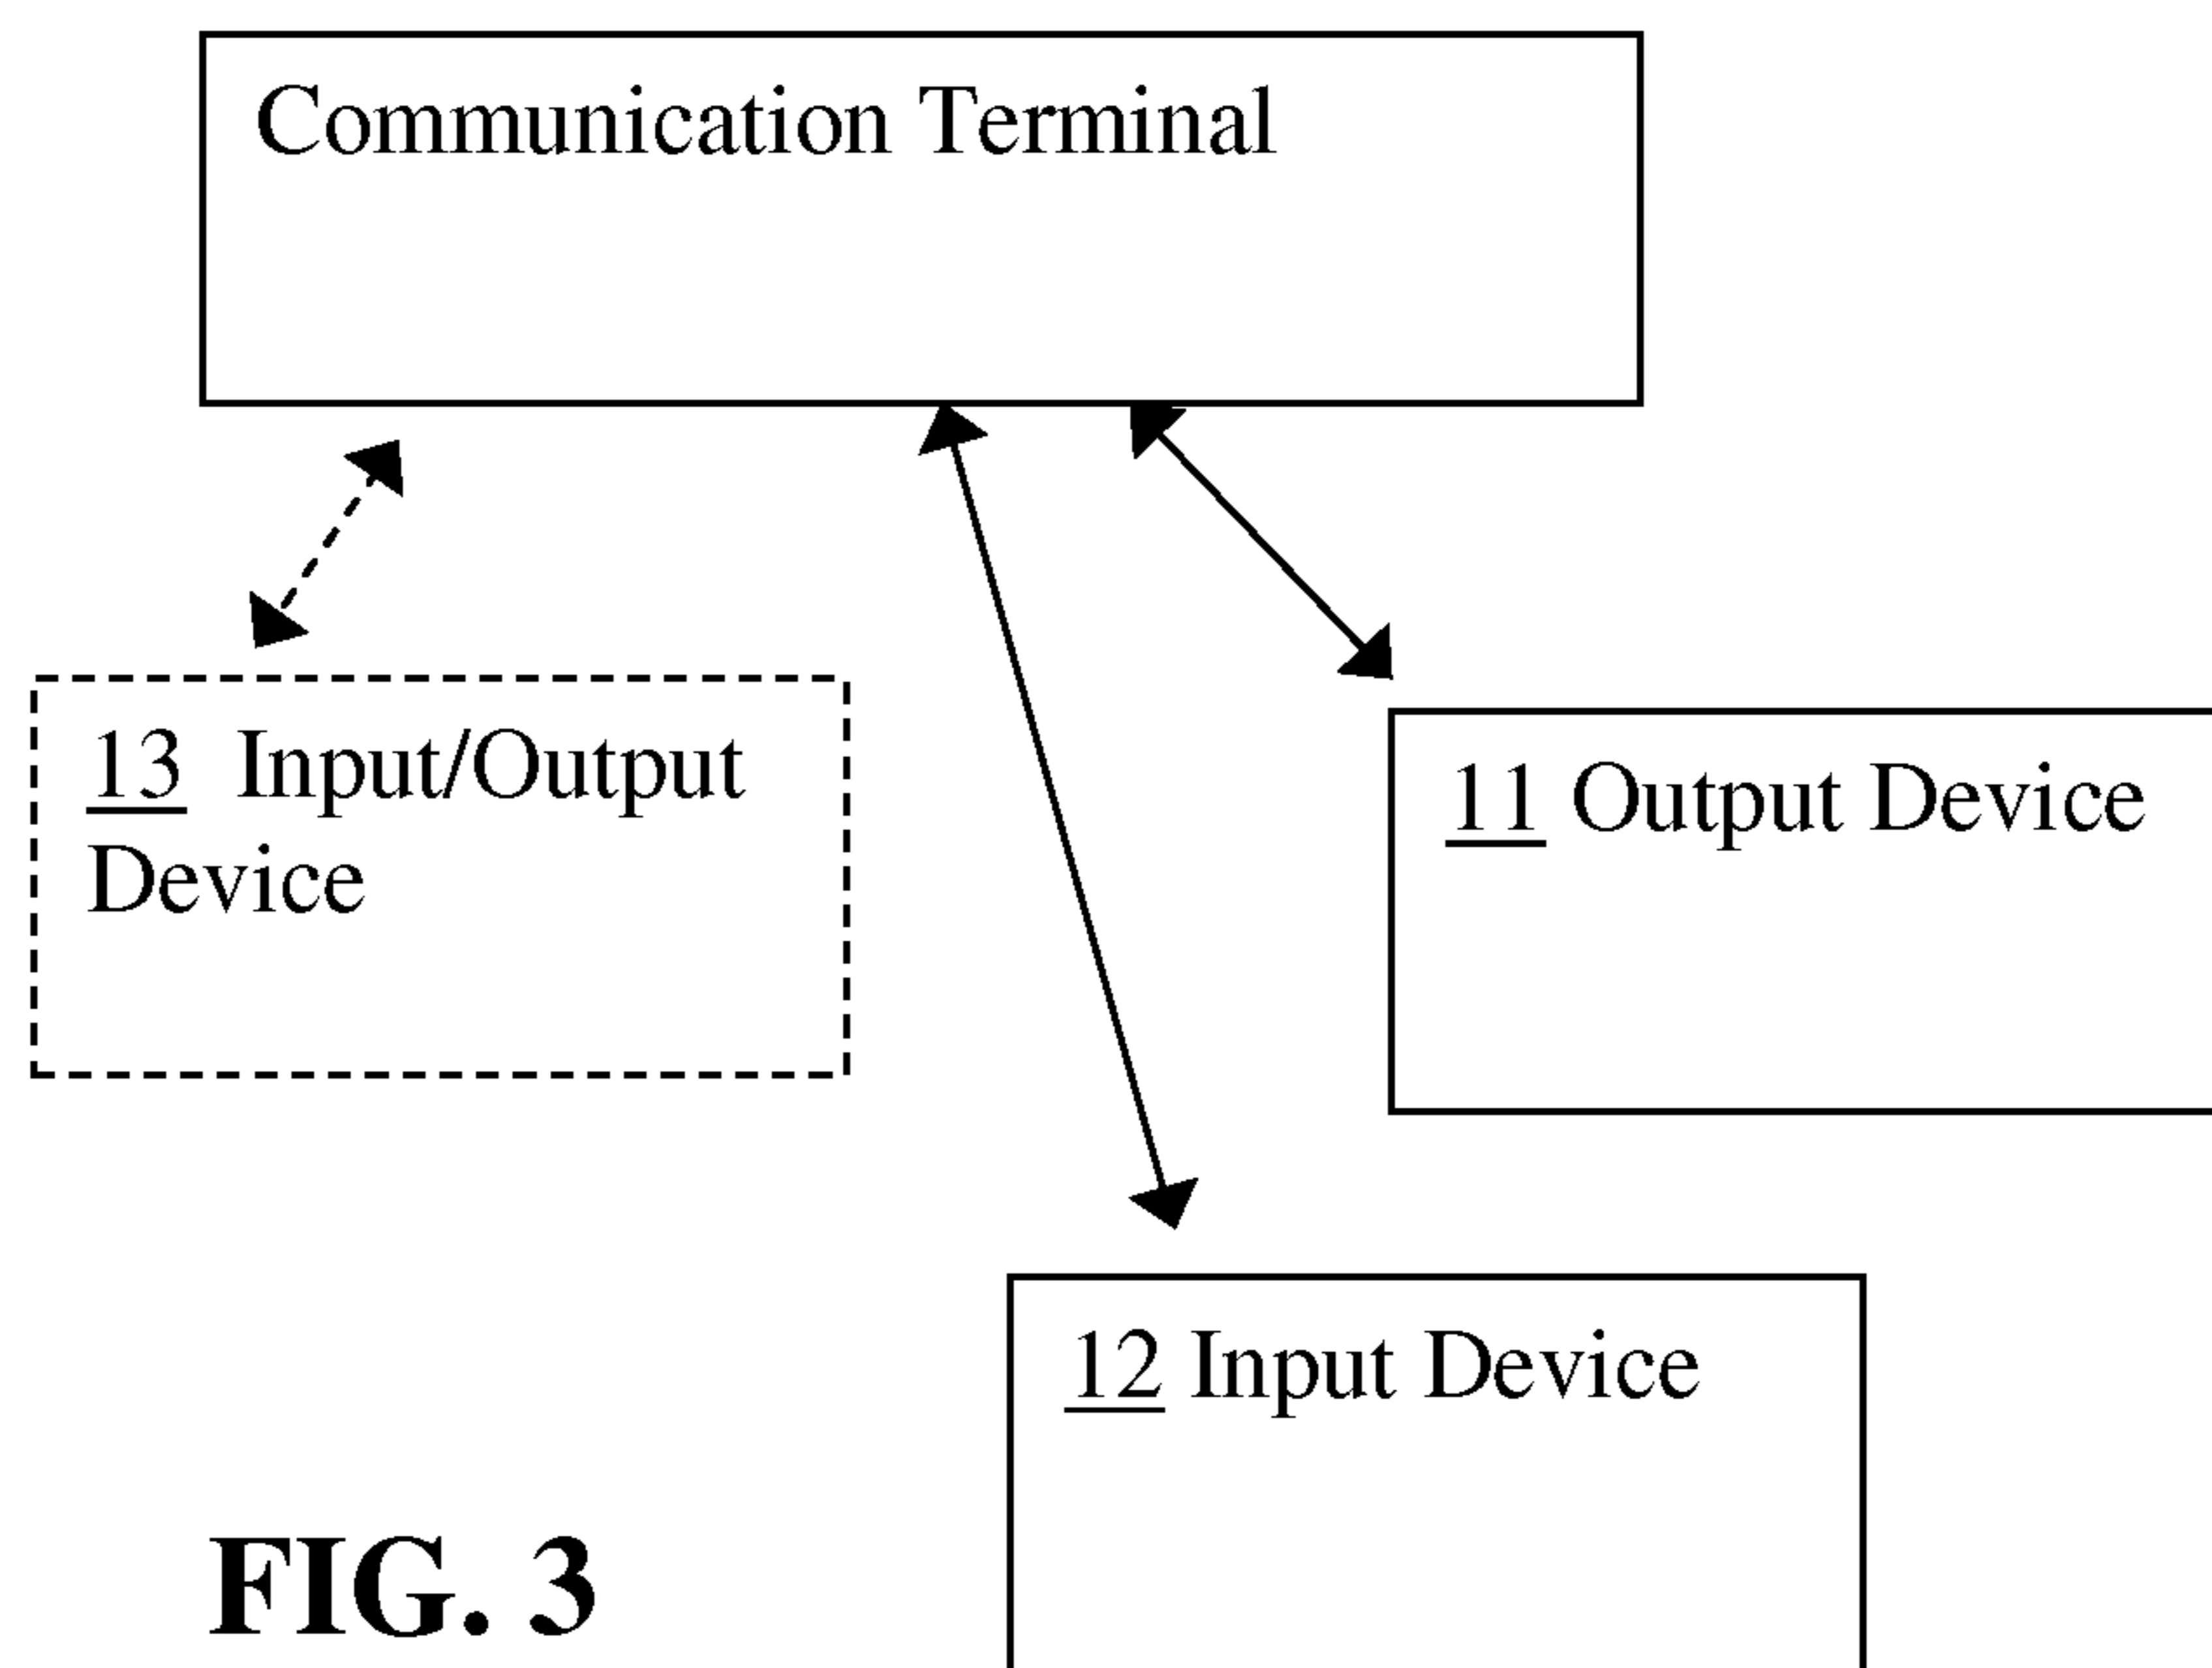 Communication Terminal
13 Input/Output
Device
11 Output Device
12 Input Device
FIG. 3